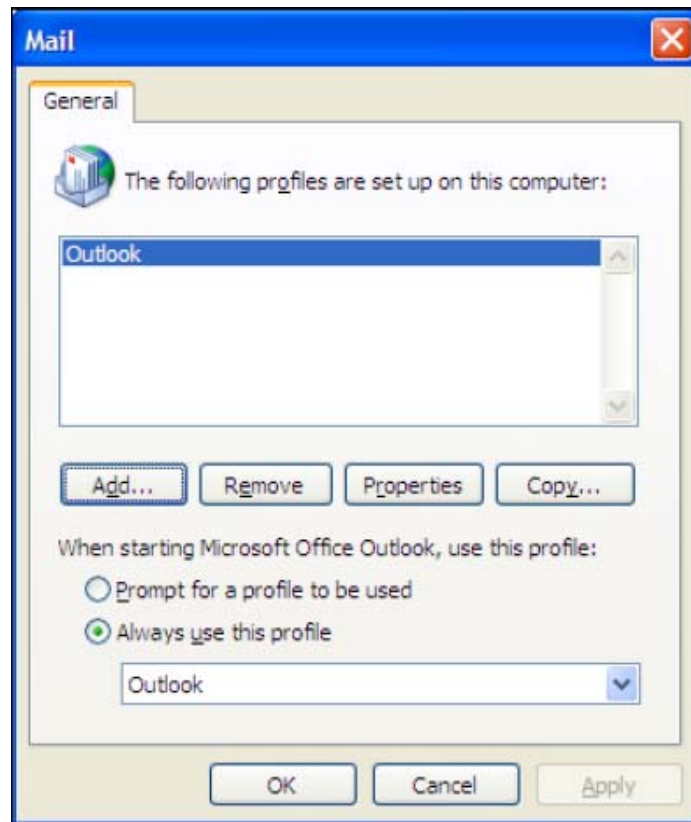 Mail
General
The following profiles are set up on this computer:
Outlook
Add... Remove Properties Copy...
When starting Microsoft Office Outlook, use this profile:
Prompt for a profile to be used
Always use this profile
Outlook
OK Cancel Apply